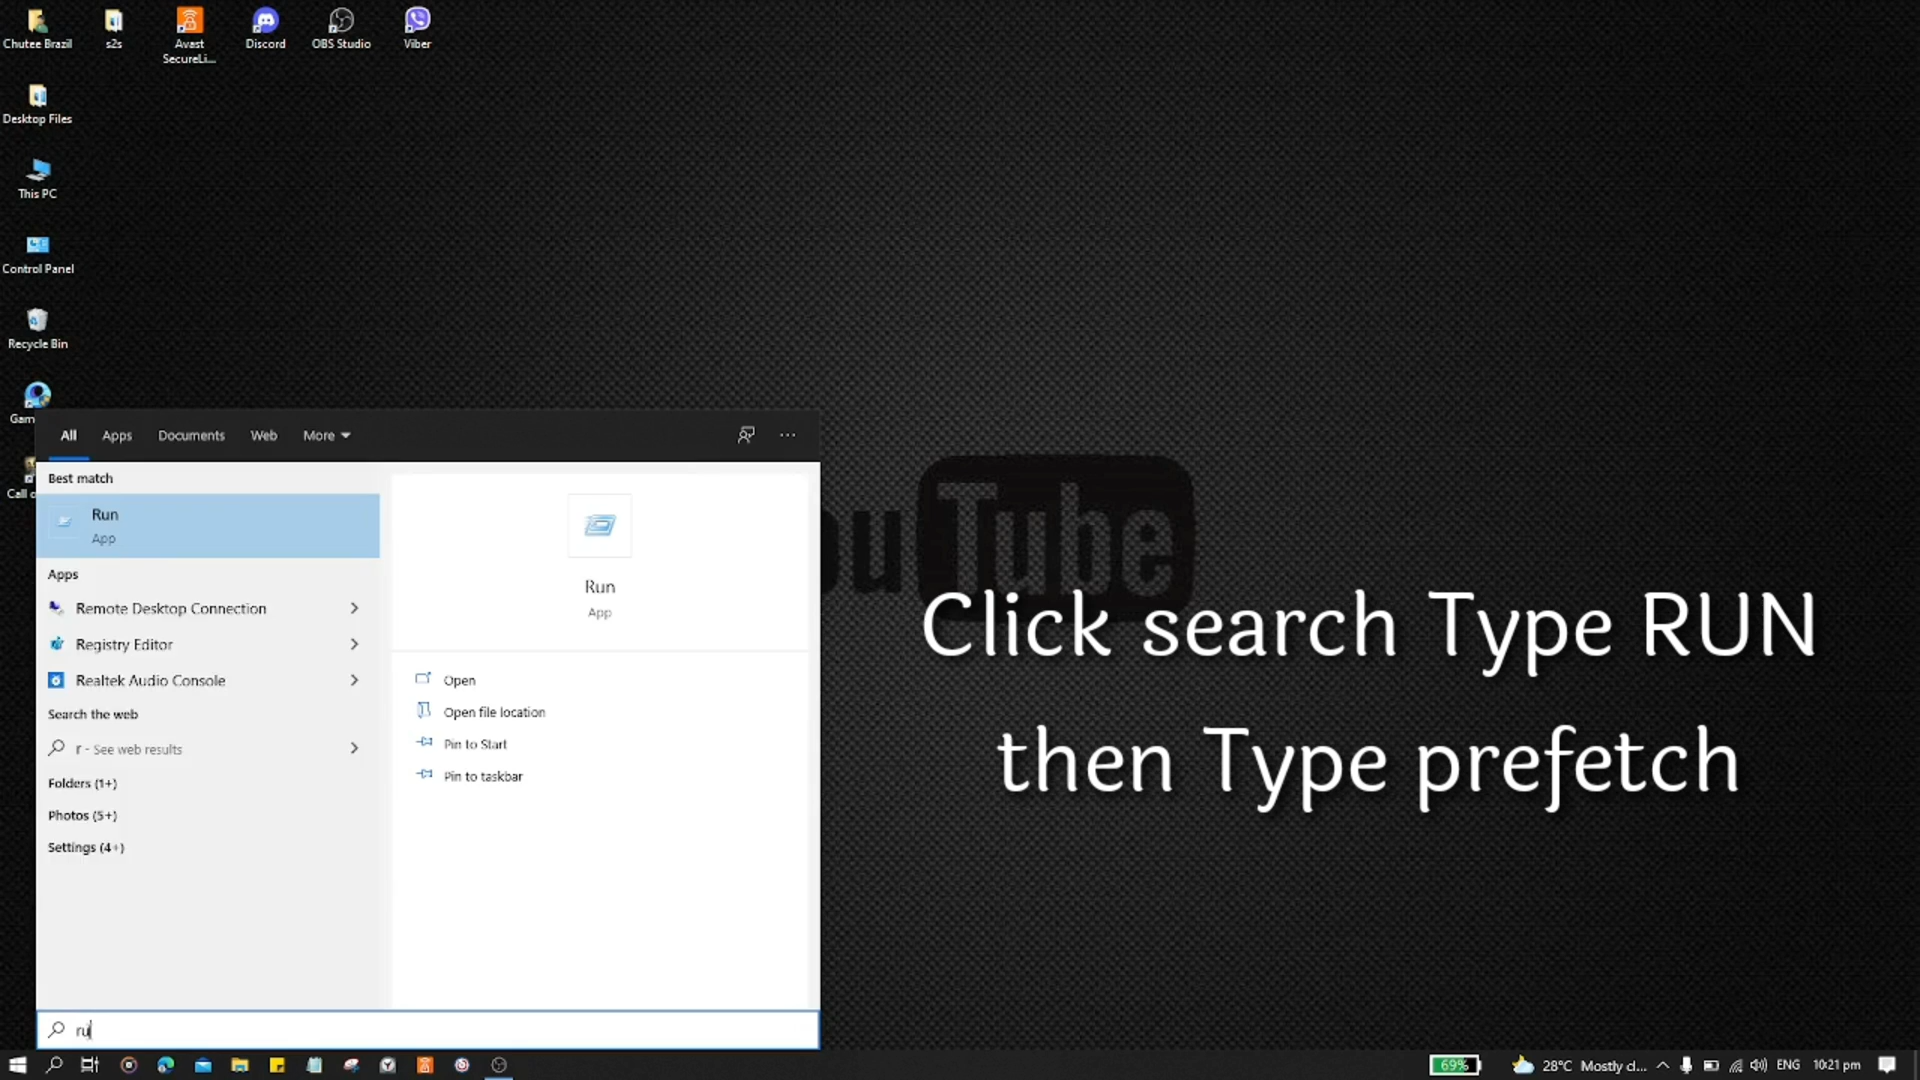 Chutee Brazil
s2s
Avast
SecureLi...
Discord
OBS Studio
Viber
Desktop Files
This PC
Control Panel
Recycle Bin
Gam
Call o
All
Apps
Documents
Web
More
Best match
Run
App
Apps
Remote Desktop Connection
Registry Editor
Realtek Audio Console
Search the web
r - See web results
Folders (1+)
Photos (5+)
Settings (4+)
Run
App
Open
Open file location
Pin to Start
Pin to taskbar
ru
ouTube
Click search Type RUN
then Type prefetch
69%
28°C Mostly cl...
ENG
10:21 pm